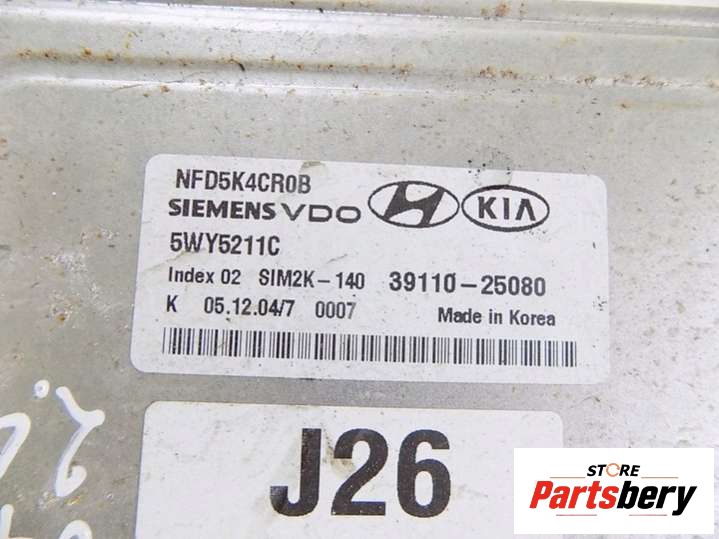 NFD5K4CR0B
SIEMENS VDO KIA
5WY5211C
Index 02 SIM2K-140 39110-25080
K 05.12.04/7 0007 Made in Korea
J26
STORE
Partsbery